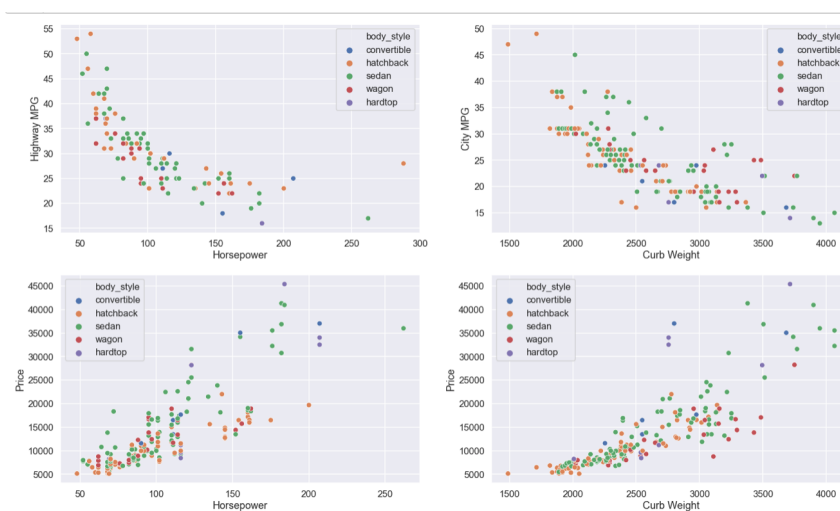 55
50
45
40
35
30
25
20
15
Highway MPG
50
100
150
200
250
300
Horsepower
body_style
convertible
hatchback
sedan
wagon
hardtop
50
45
40
35
30
25
20
15
City MPG
1500
2000
2500
3000
3500
4000
Curb Weight
body_style
convertible
hatchback
sedan
wagon
hardtop
45000
40000
35000
30000
25000
20000
15000
10000
5000
Price
50
100
150
200
250
Horsepower
body_style
convertible
hatchback
sedan
wagon
hardtop
45000
40000
35000
30000
25000
20000
15000
10000
5000
Price
1500
2000
2500
3000
3500
4000
Curb Weight
body_style
convertible
hatchback
sedan
wagon
hardtop